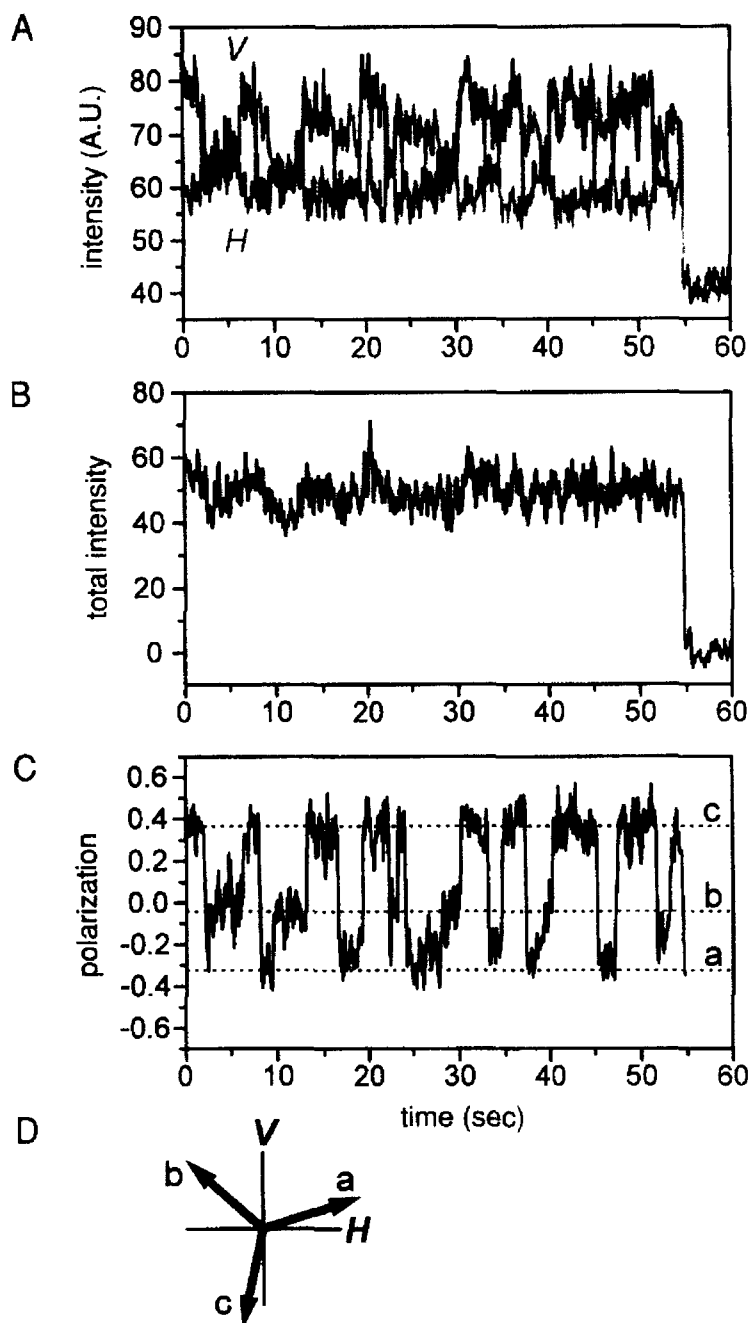 A
V
H
intensity (A.U.)
90
80
70
60
50
40
0 10 20 30 40 50 60
B
total intensity
80
60
40
20
0
0 10 20 30 40 50 60
C
polarization
0.6
0.4
0.2
0.0
-0.2
-0.4
-0.6
c
b
a
0 10 20 30 40 50 60
time (sec)
D
V
b
a
H
c